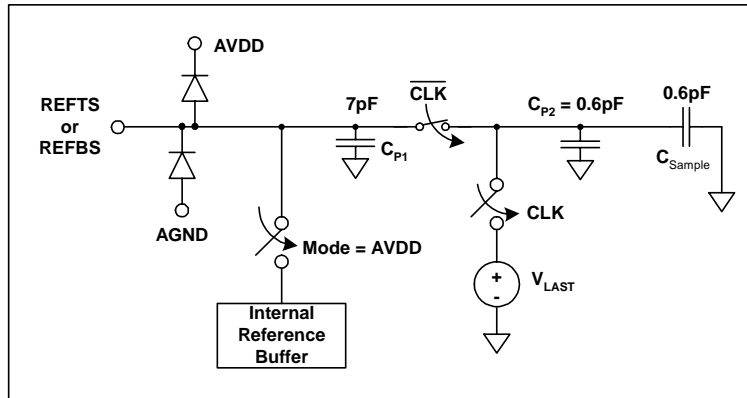 AVDD
REFTS
or
REFBS
AGND
7pF
C_P1
C̅L̅K̅
C_P2 = 0.6pF
0.6pF
C_Sample
CLK
Mode = AVDD
V_LAST
+
-
Internal
Reference
Buffer